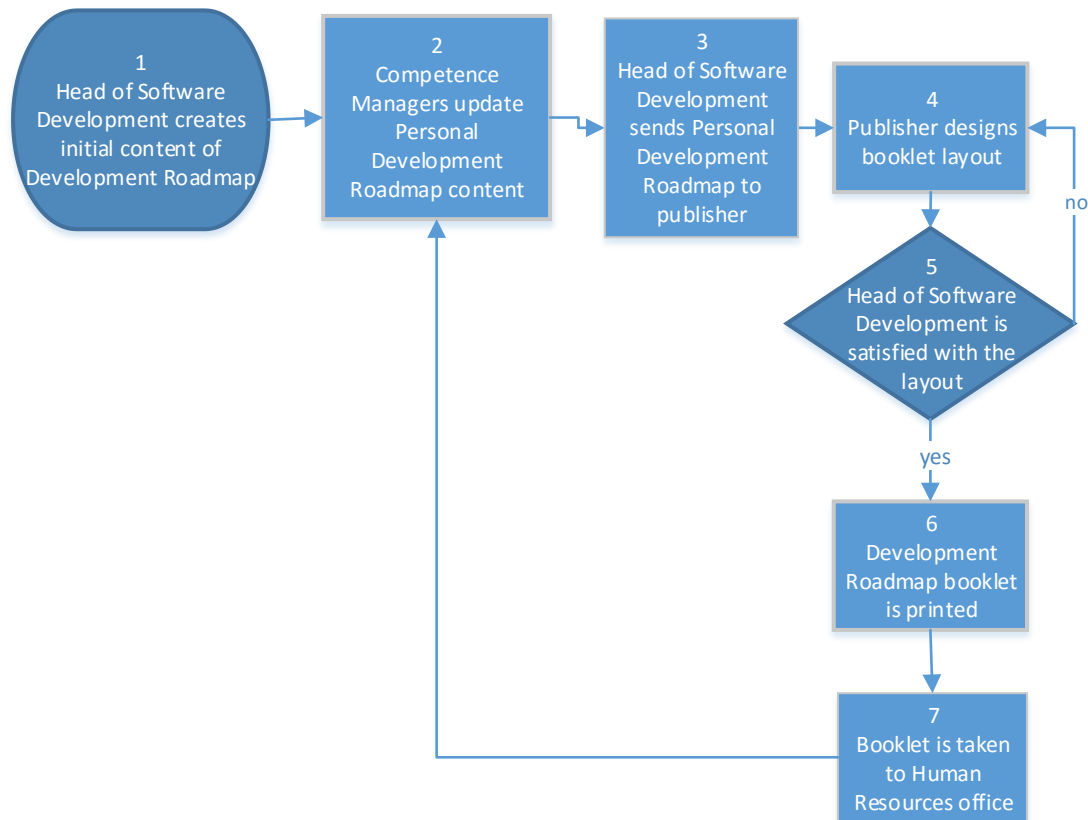 1
Head of Software
Development creates
initial content of
Development Roadmap
2
Competence
Managers update
Personal
Development
Roadmap content
3
Head of Software
Development
sends Personal
Development
Roadmap to
publisher
4
Publisher designs
booklet layout
no
5
Head of Software
Development is
satisfied with the
layout
yes
6
Development
Roadmap booklet
is printed
7
Booklet is taken
to Human
Resources office